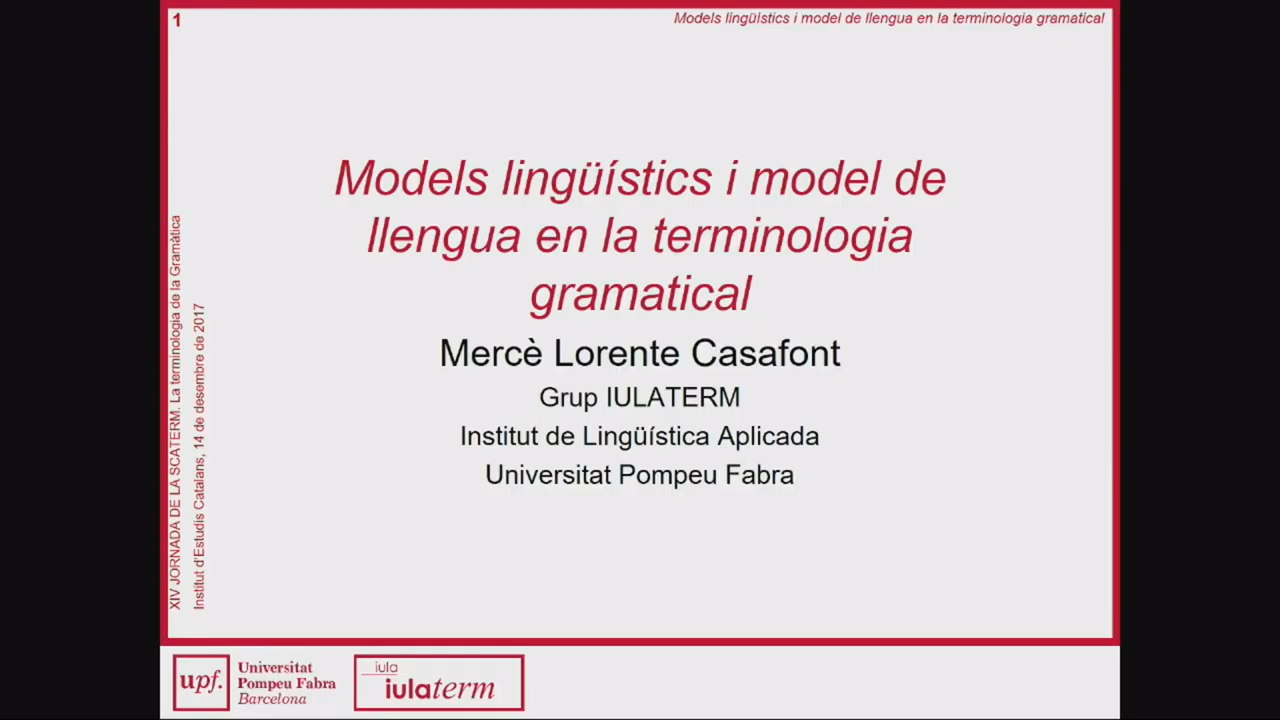 1
Models lingüístics i model de llengua en la terminologia gramatical
Models lingüístics i model de
llengua en la terminologia
gramatical
Mercè Lorente Casafont
Grup IULATERM
Institut de Lingüística Aplicada
Universitat Pompeu Fabra
XIV JORNADA DE LA SCATERM. La terminologia de la Gramàtica
Institut d'Estudis Catalans, 14 de desembre de 2017
upf.
Universitat
Pompeu Fabra
Barcelona
iula
iulaterm